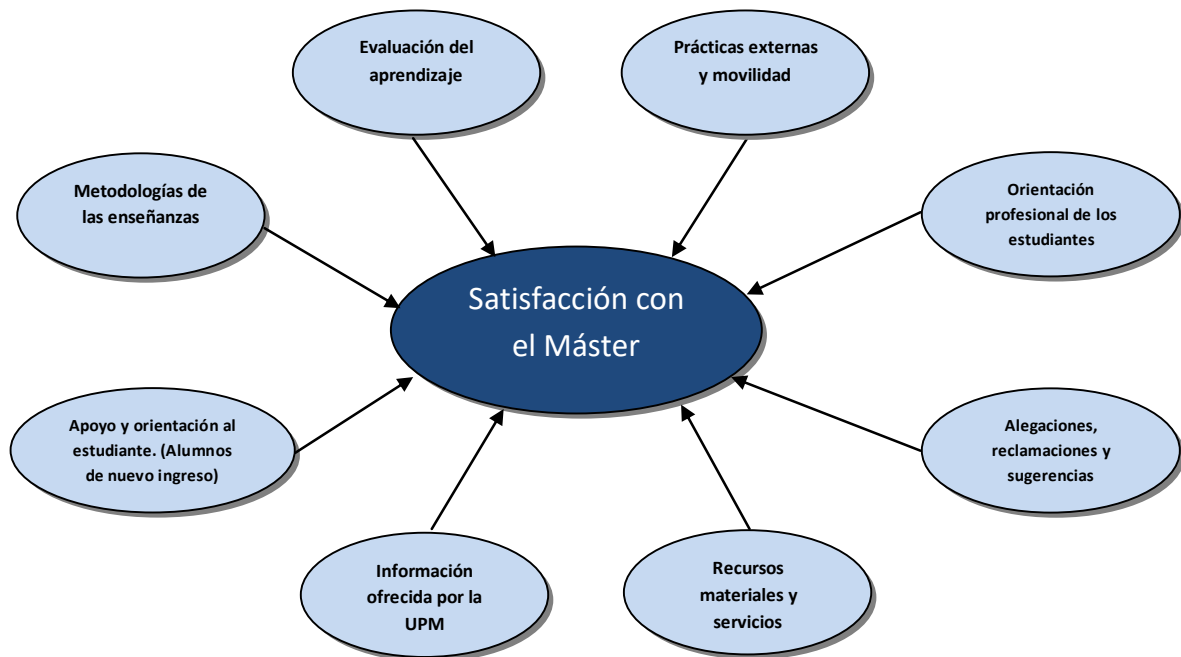 Evaluación del
aprendizaje
Prácticas externas
y movilidad
Metodologías de
las enseñanzas
Orientación
profesional de los
estudiantes
Satisfacción con
el Máster
Apoyo y orientación al
estudiante. (Alumnos
de nuevo ingreso)
Alegaciones,
reclamaciones y
sugerencias
Información
ofrecida por la
UPM
Recursos
materiales y
servicios